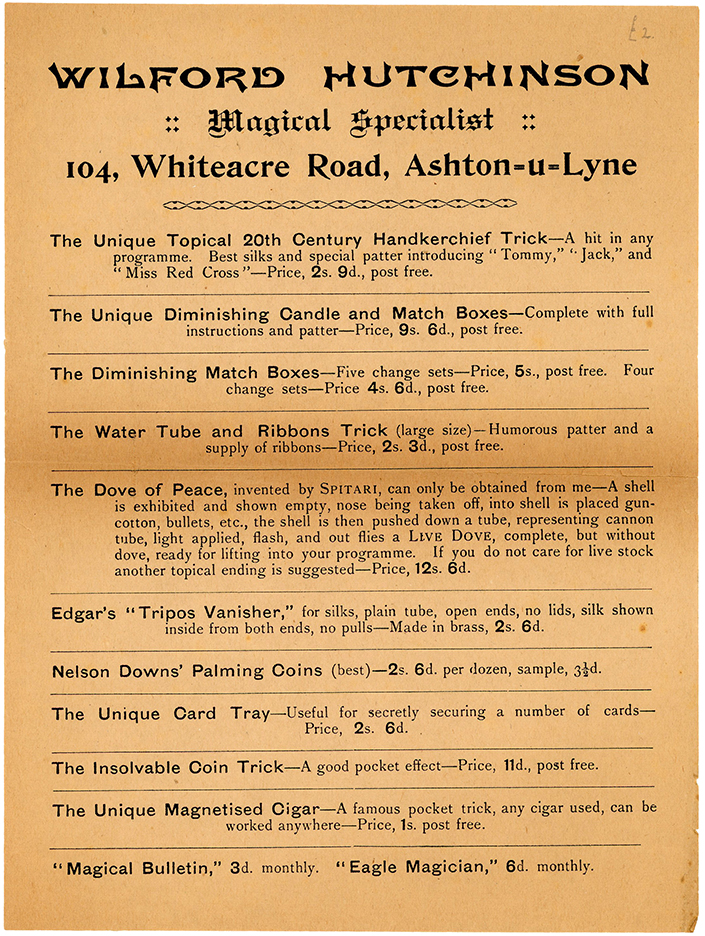 £2.
WILFORD HUTCHINSON
:: Magical Specialist ::
104, Whiteacre Road, Ashton=u=Lyne
The Unique Topical 20th Century Handkerchief Trick—A hit in any
programme. Best silks and special patter introducing "Tommy," "Jack," and
"Miss Red Cross"—Price, 2s. 9d., post free.
The Unique Diminishing Candle and Match Boxes—Complete with full
instructions and patter—Price, 9s. 6d., post free.
The Diminishing Match Boxes—Five change sets—Price, 5s., post free. Four
change sets—Price 4s. 6d., post free.
The Water Tube and Ribbons Trick (large size)—Humorous patter and a
supply of ribbons—Price, 2s. 3d., post free.
The Dove of Peace, invented by SPITARI, can only be obtained from me—A shell
is exhibited and shown empty, nose being taken off, into shell is placed gun-
cotton, bullets, etc., the shell is then pushed down a tube, representing cannon
tube, light applied, flash, and out flies a LIVE DOVE, complete, but without
dove, ready for lifting into your programme. If you do not care for live stock
another topical ending is suggested—Price, 12s. 6d.
Edgar's "Tripos Vanisher," for silks, plain tube, open ends, no lids, silk shown
inside from both ends, no pulls—Made in brass, 2s. 6d.
Nelson Downs' Palming Coins (best)—2s. 6d. per dozen, sample, 3½d.
The Unique Card Tray—Useful for secretly securing a number of cards—
Price, 2s. 6d.
The Insolvable Coin Trick—A good pocket effect—Price, 11d., post free.
The Unique Magnetised Cigar—A famous pocket trick, any cigar used, can be
worked anywhere—Price, 1s. post free.
"Magical Bulletin," 3d. monthly. "Eagle Magician," 6d. monthly.